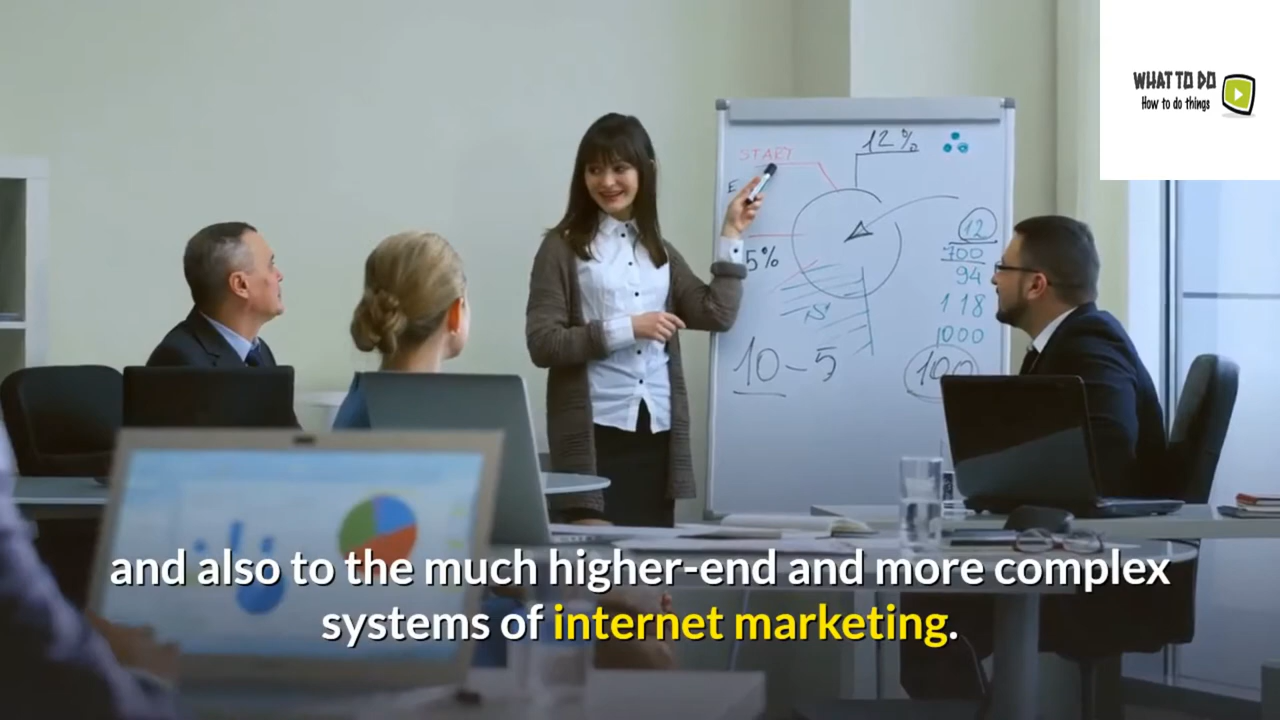 WHAT TO DO
How to do things
START
12%
E
5%
12
700
94
118
1000
10-5
100
and also to the much higher-end and more complex
systems of internet marketing.